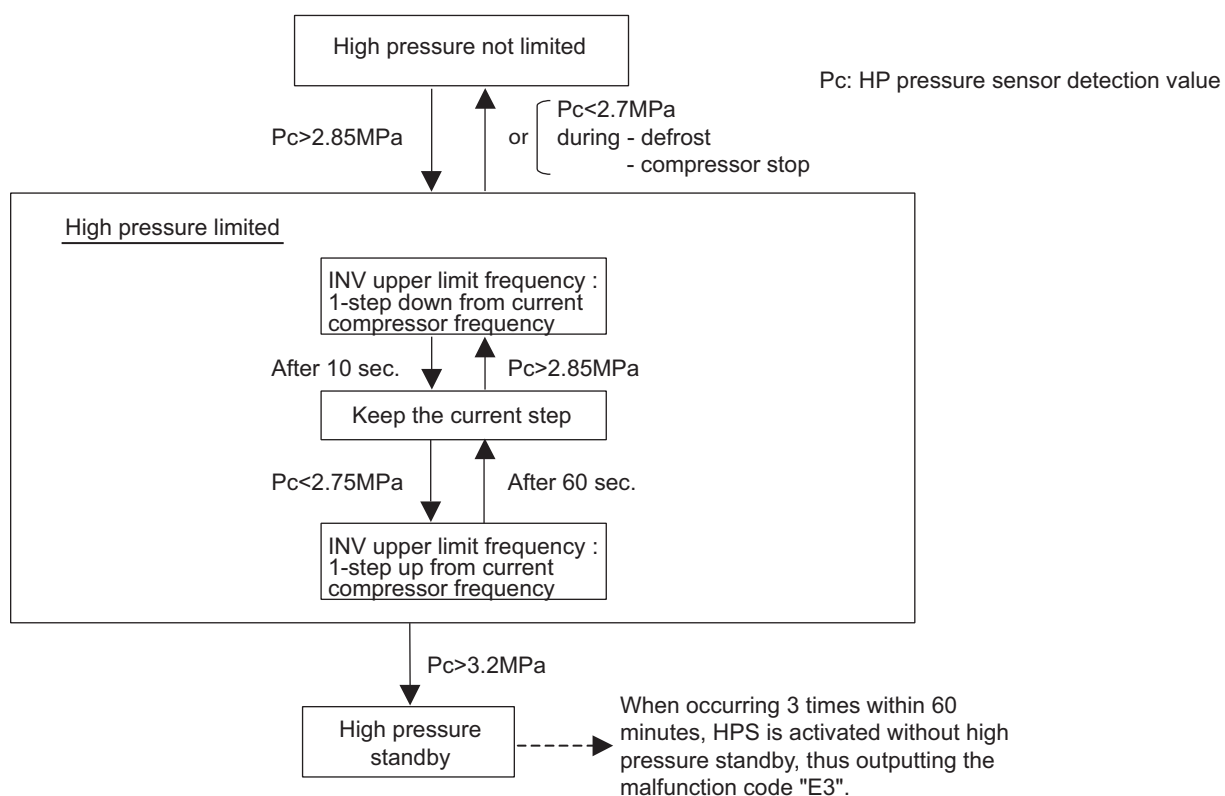 High pressure not limited
Pc: HP pressure sensor detection value
Pc>2.85MPa
or
Pc<2.7MPa
during - defrost
- compressor stop
High pressure limited
INV upper limit frequency :
1-step down from current
compressor frequency
After 10 sec.
Pc>2.85MPa
Keep the current step
Pc<2.75MPa
After 60 sec.
INV upper limit frequency :
1-step up from current
compressor frequency
Pc>3.2MPa
High pressure
standby
When occurring 3 times within 60
minutes, HPS is activated without high
pressure standby, thus outputting the
malfunction code "E3".